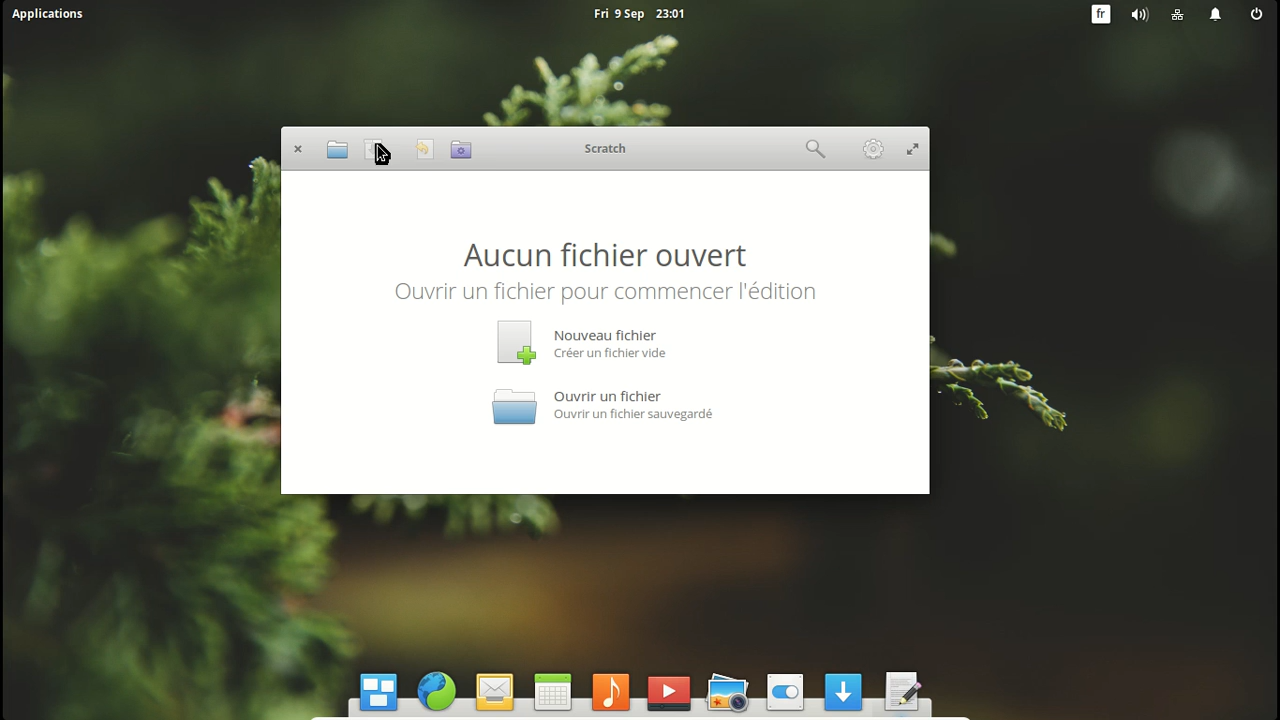 Applications
Fri 9 Sep 23:01
fr
Scratch
Aucun fichier ouvert
Ouvrir un fichier pour commencer l'édition
Nouveau fichier
Créer un fichier vide
Ouvrir un fichier
Ouvrir un fichier sauvegardé